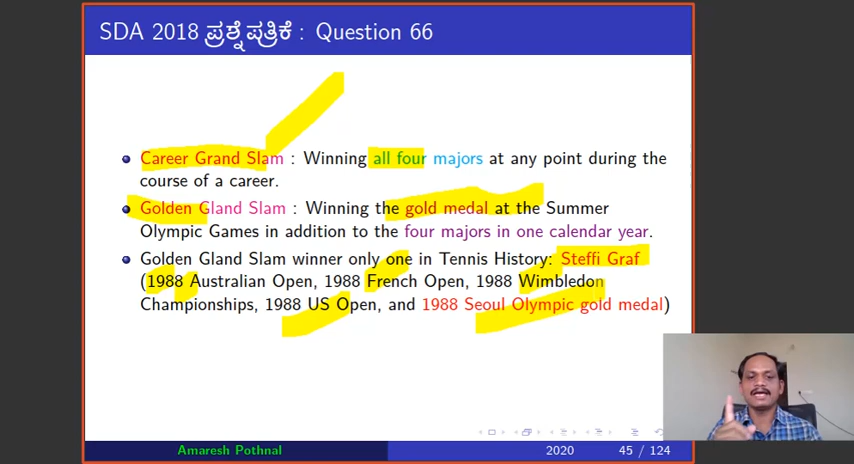 SDA 2018 ಪ್ರಶ್ನೆಪತ್ರಿಕೆ : Question 66
Career Grand Slam : Winning all four majors at any point during the
course of a career.
Golden Gland Slam : Winning the gold medal at the Summer
Olympic Games in addition to the four majors in one calendar year.
Golden Gland Slam winner only one in Tennis History: Steffi Graf
(1988 Australian Open, 1988 French Open, 1988 Wimbledon
Championships, 1988 US Open, and 1988 Seoul Olympic gold medal)
Amaresh Pothnal 2020 45 / 124